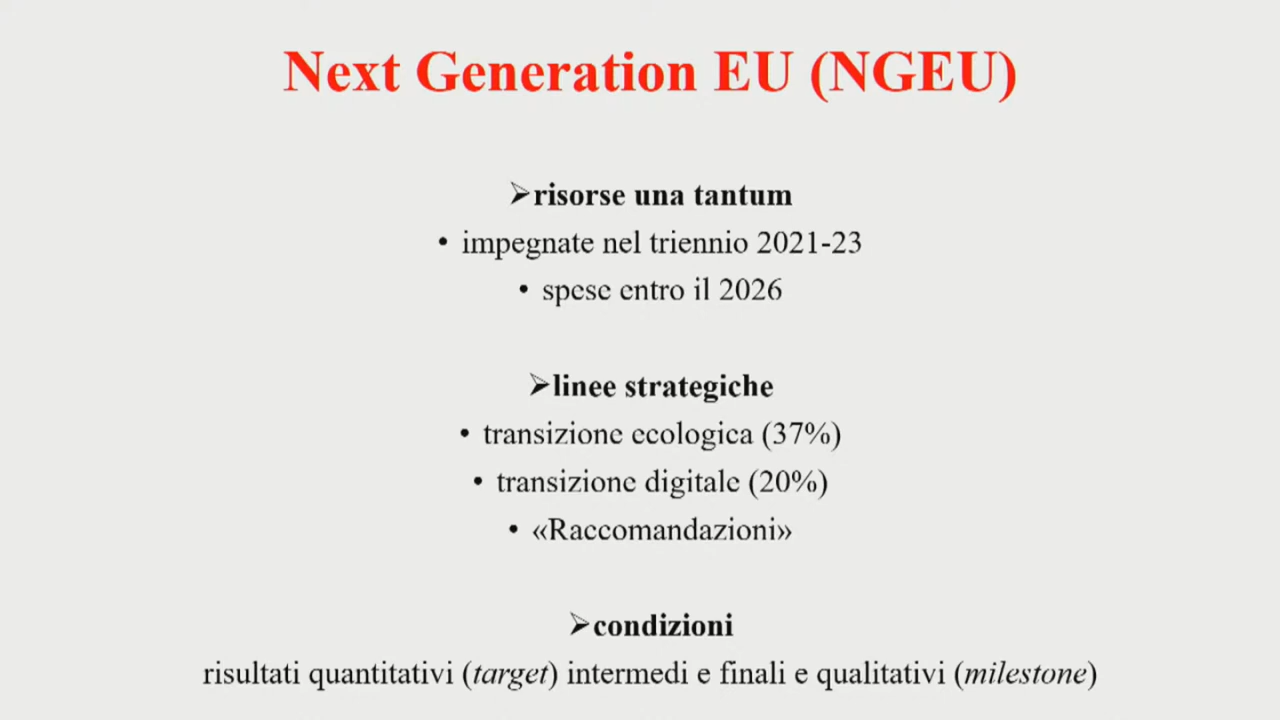 Next Generation EU (NGEU)
➢risorse una tantum
• impegnate nel triennio 2021-23
• spese entro il 2026
➢linee strategiche
• transizione ecologica (37%)
• transizione digitale (20%)
• «Raccomandazioni»
➢condizioni
risultati quantitativi (target) intermedi e finali e qualitativi (milestone)